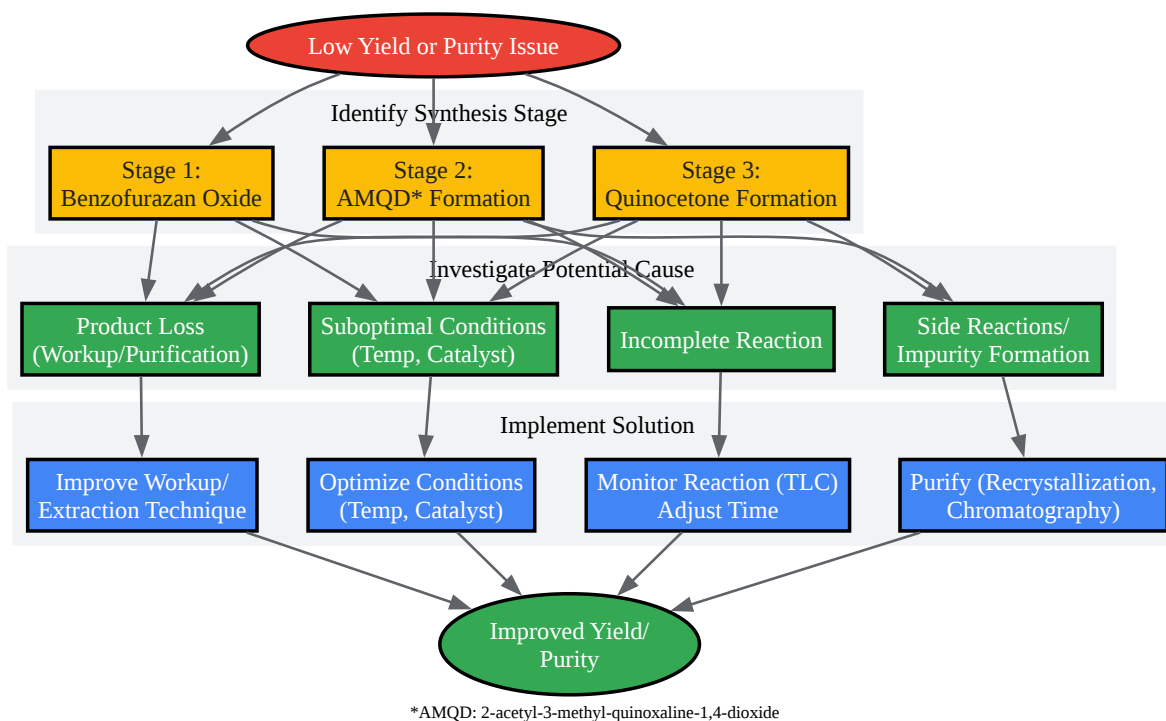 Low Yield or Purity Issue
Identify Synthesis Stage
Stage 1:
Benzofurazan Oxide
Stage 2:
AMQD* Formation
Stage 3:
Quinocetone Formation
Investigate Potential Cause
Product Loss
(Workup/Purification)
Suboptimal Conditions
(Temp, Catalyst)
Incomplete Reaction
Side Reactions/
Impurity Formation
Implement Solution
Improve Workup/
Extraction Technique
Optimize Conditions
(Temp, Catalyst)
Monitor Reaction (TLC)
Adjust Time
Purify (Recrystallization,
Chromatography)
Improved Yield/
Purity
*AMQD: 2-acetyl-3-methyl-quinoxaline-1,4-dioxide